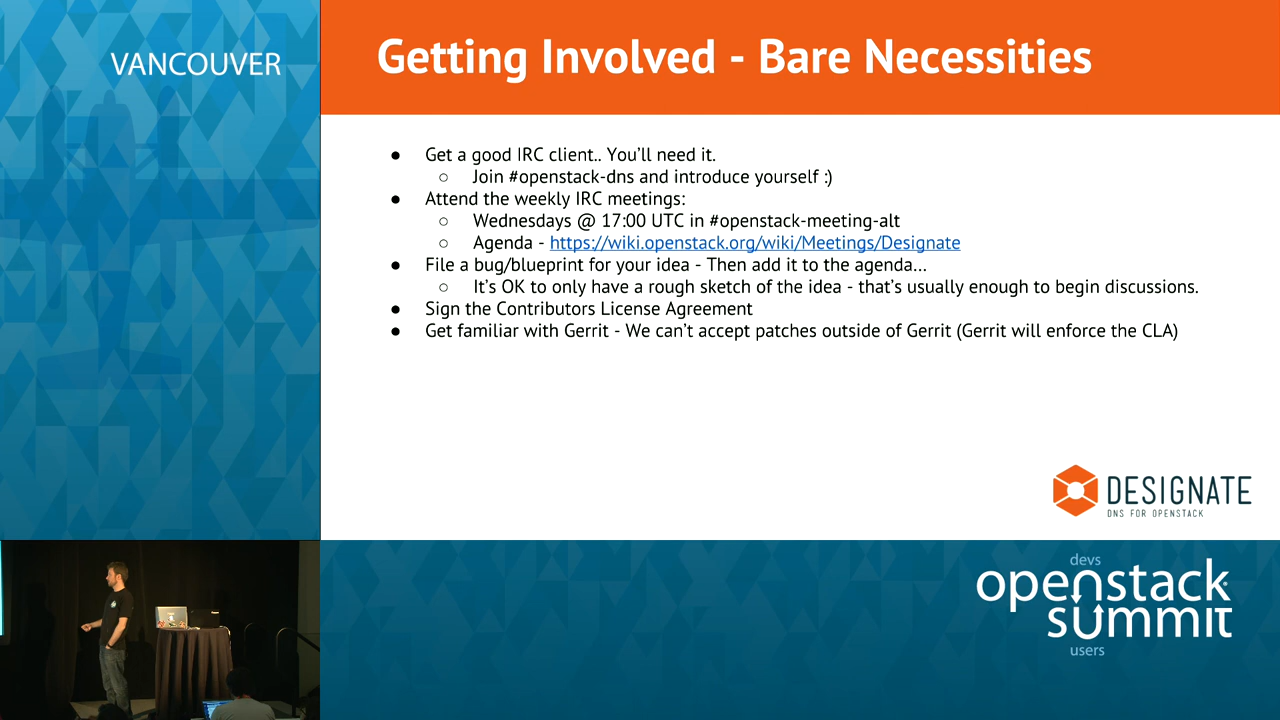 VANCOUVER
Getting Involved - Bare Necessities
● Get a good IRC client.. You'll need it.
○ Join #openstack-dns and introduce yourself :)
● Attend the weekly IRC meetings:
○ Wednesdays @ 17:00 UTC in #openstack-meeting-alt
○ Agenda - https://wiki.openstack.org/wiki/Meetings/Designate
● File a bug/blueprint for your idea - Then add it to the agenda...
○ It's OK to only have a rough sketch of the idea - that's usually enough to begin discussions.
● Sign the Contributors License Agreement
● Get familiar with Gerrit - We can't accept patches outside of Gerrit (Gerrit will enforce the CLA)
DESIGNATE
DNS FOR OPENSTACK
devs
openstack
summit
users